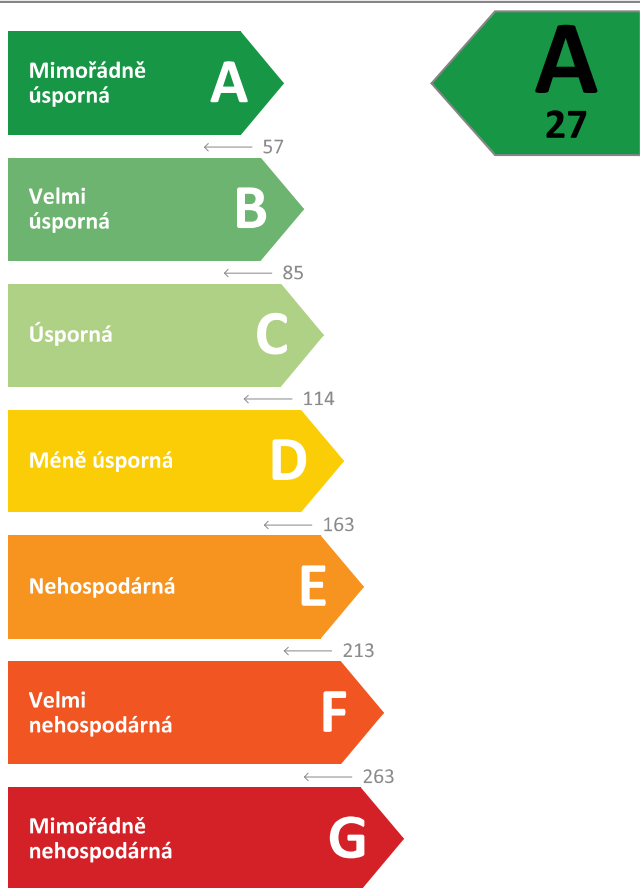 Mimořádně
úsporná
A
57
Velmi
úsporná
B
85
Úsporná
C
114
Méně úsporná
D
163
Nehospodárná
E
213
Velmi
nehospodárná
F
263
Mimořádně
nehospodárná
G
A
27